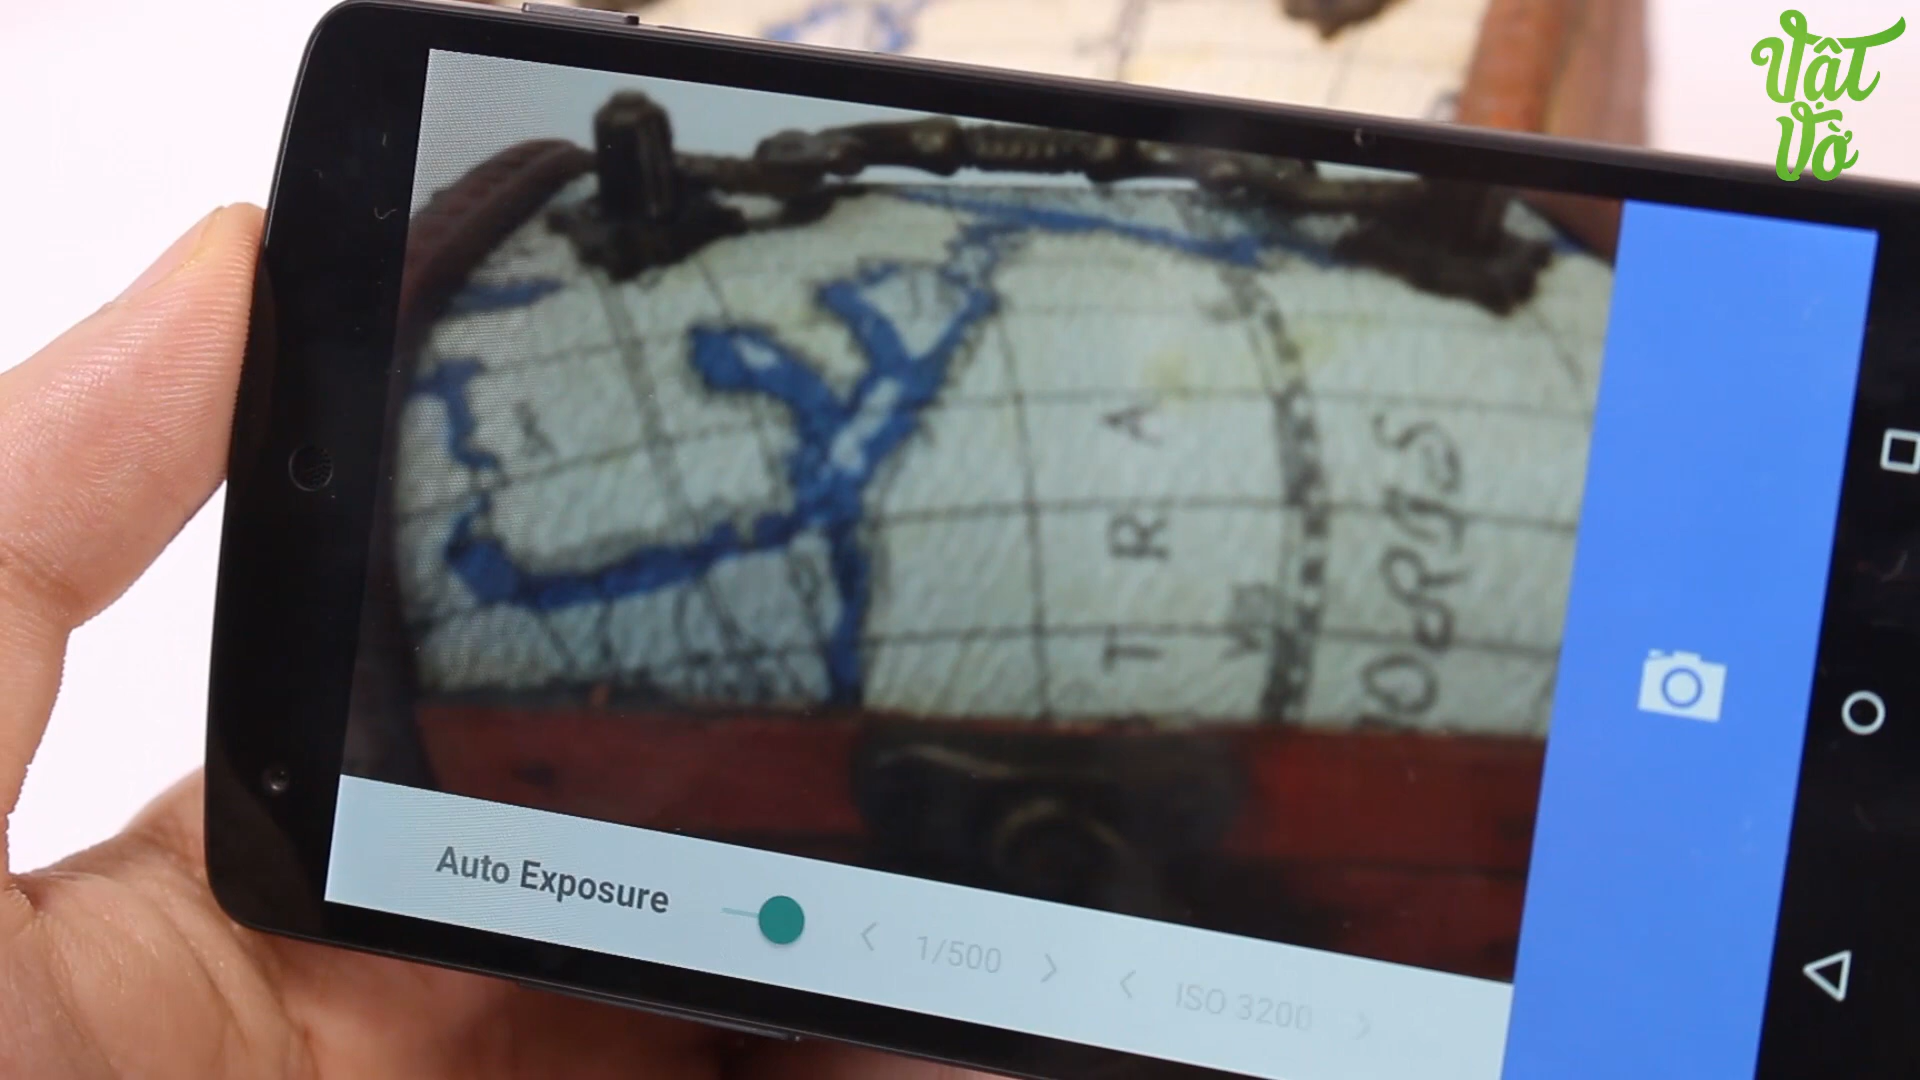 Vật
Vờ
T R A
Auto Exposure
1/500
ISO 3200